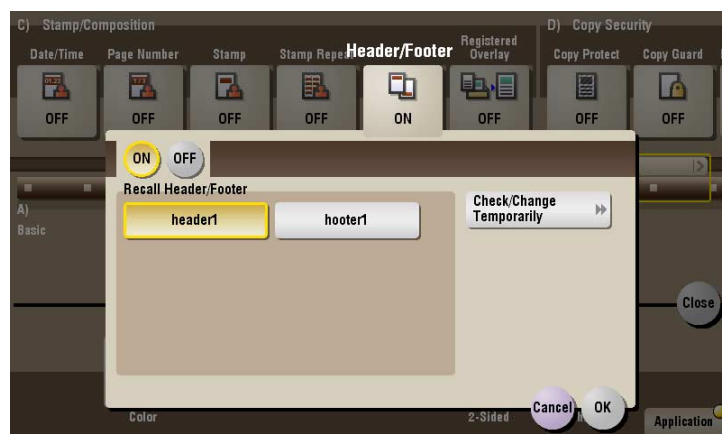 C) Stamp/Composition
D) Copy Security
Date/Time
Page Number
Stamp
Stamp Repeat
Header/Footer
Registered
Overlay
Copy Protect
Copy Guard
OFF
OFF
OFF
OFF
ON
OFF
OFF
OFF
ON
OFF
Recall Header/Footer
header1
hooter1
Check/Change
Temporarily
A)
Basic
Close
Cancel
OK
Color
2-Sided
Application